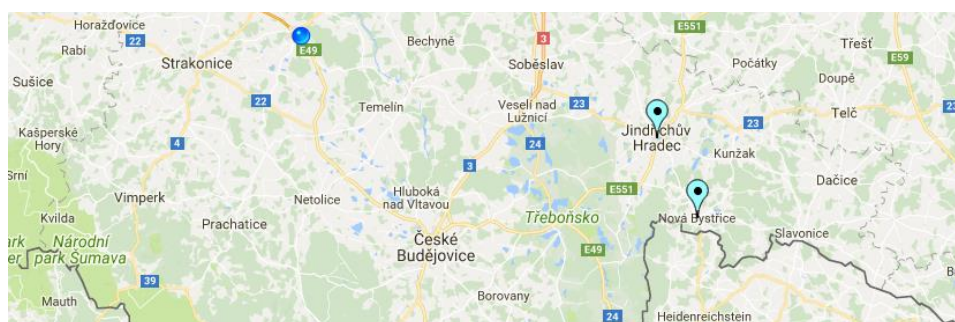 Horažďovice
22
Rabí
Sušice
Strakonice
E49
Bechyně
3
Soběslav
E551
Počátky
Třešť
E59
Doupě
Telč
23
22
Temelín
Veselí nad
Lužnicí
23
Jindřichův
Hradec
23
Kunžak
Dačice
Kašperské
Hory
Srní
4
3
24
Vimperk
Netolice
Hluboká
nad Vltavou
E551
Kvilda
Prachatice
Třeboňsko
Nová Bystřice
Slavonice
Národní
park Šumava
České
Budějovice
E49
39
Mauth
Borovany
24
Heidenreichstein